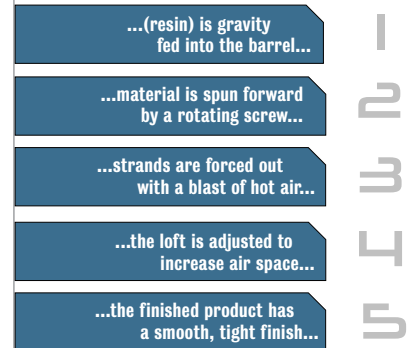 ...(resin) is gravity
fed into the barrel...
1
...material is spun forward
by a rotating screw...
2
...strands are forced out
with a blast of hot air...
3
...the loft is adjusted to
increase air space...
4
...the finished product has
a smooth, tight finish...
5